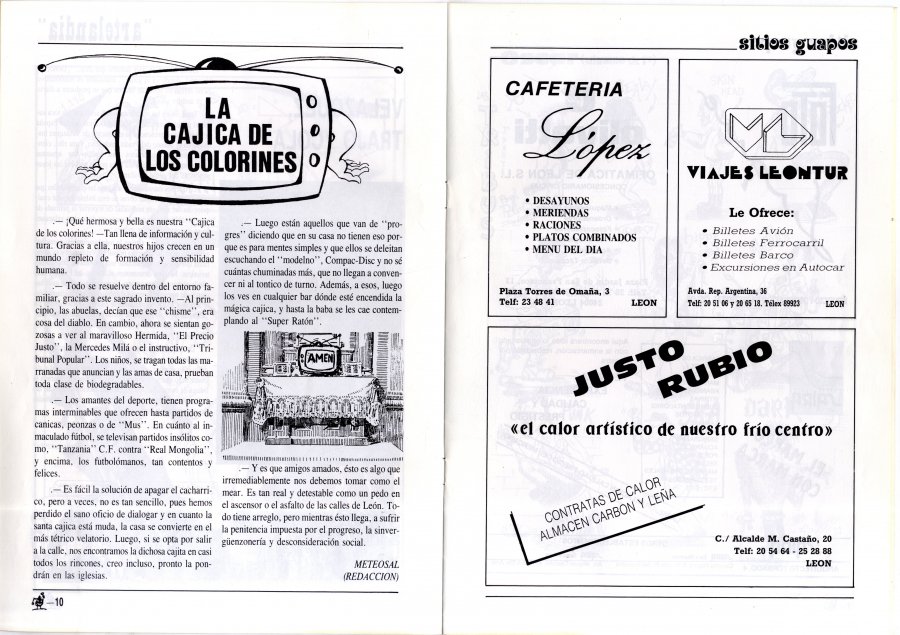 LA
CAJICA DE
LOS COLORINES
.— ¡Qué hermosa y bella es nuestra ''Cajica
de los colorines! —Tan llena de información y cul-
tura. Gracias a ella, nuestros hijos crecen en un
mundo repleto de formación y sensibilidad
humana.
.— Todo se resuelve dentro del entorno fa-
miliar, gracias a este sagrado invento. —Al prin-
cipio, las abuelas, decían que ese ''chisme'', era
cosa del diablo. En cambio, ahora se sientan go-
zosas a ver al maravilloso Hermida, ''El Precio
Justo'', la Mercedes Milá o el instructivo, ''Tri-
bunal Popular''. Los niños, se tragan todas las ma-
rranadas que anuncian y las amas de casa, prueban
toda clase de biodegradables.
.— Los amantes del deporte, tienen progra-
mas interminables que ofrecen hasta partidos de
canicas, peonzas o de ''Mus''. En cuánto al in-
maculado fútbol, se televisan partidos insólitos co-
mo, ''Tanzania'' C.F. contra ''Real Mongolia'',
y encima, los futbolómanos, tan contentos y
felices.
.— Es fácil la solución de apagar el cacharri-
co, pero a veces, no es tan sencillo, pues hemos
perdido el sano oficio de dialogar y en cuanto la
santa cajica está muda, la casa se convierte en el
más tétrico velatorio. Luego, si se opta por salir
a la calle, nos encontramos la dichosa cajita en casi
todos los rincones, creo incluso, pronto la pon-
drán en las iglesias.
.— Luego están aquellos que van de ''pro-
gres'' diciendo que en su casa no tienen eso por-
que es para mentes simples y que ellos se deleitan
escuchando el ''modelno'', Compac-Disc y no sé
cuántas chuminadas más, que no llegan a conven-
cer ni al tontico de turno. Además, a esos, luego
los ves en cualquier bar dónde esté encendida la
mágica cajica, y hasta la baba se les cae contem-
plando al ''Super Ratón''.
AMEN
.— Y es que amigos amados, ésto es algo que
irremediablemente nos debemos tomar como el
mear. Es tan real y detestable como un pedo en
el ascensor o el asfalto de las calles de León. To-
do tiene arreglo, pero mientras ésto llega, a sufrir
la penitencia impuesta por el progreso, la sinver-
güenzonería y desconsideración social.
METEOSAL
(REDACCION)
—10
sitios guapos
CAFETERIA
López
• DESAYUNOS
• MERIENDAS
• RACIONES
• PLATOS COMBINADOS
• MENU DEL DIA
Plaza Torres de Omaña, 3
Telf: 23 48 41 LEON
ML
VIAJES LEONTUR
Le Ofrece:
• Billetes Avión
• Billetes Ferrocarril
• Billetes Barco
• Excursiones en Autocar
Avda. Rep. Argentina, 36
Telf: 20 51 06 y 20 65 18. Télex 89923 LEON
JUSTO
RUBIO
«el calor artístico de nuestro frío centro»
CONTRATAS DE CALOR
ALMACEN CARBON Y LEÑA
C./ Alcalde M. Castaño, 20
Telf: 20 54 64 - 25 28 88
LEON